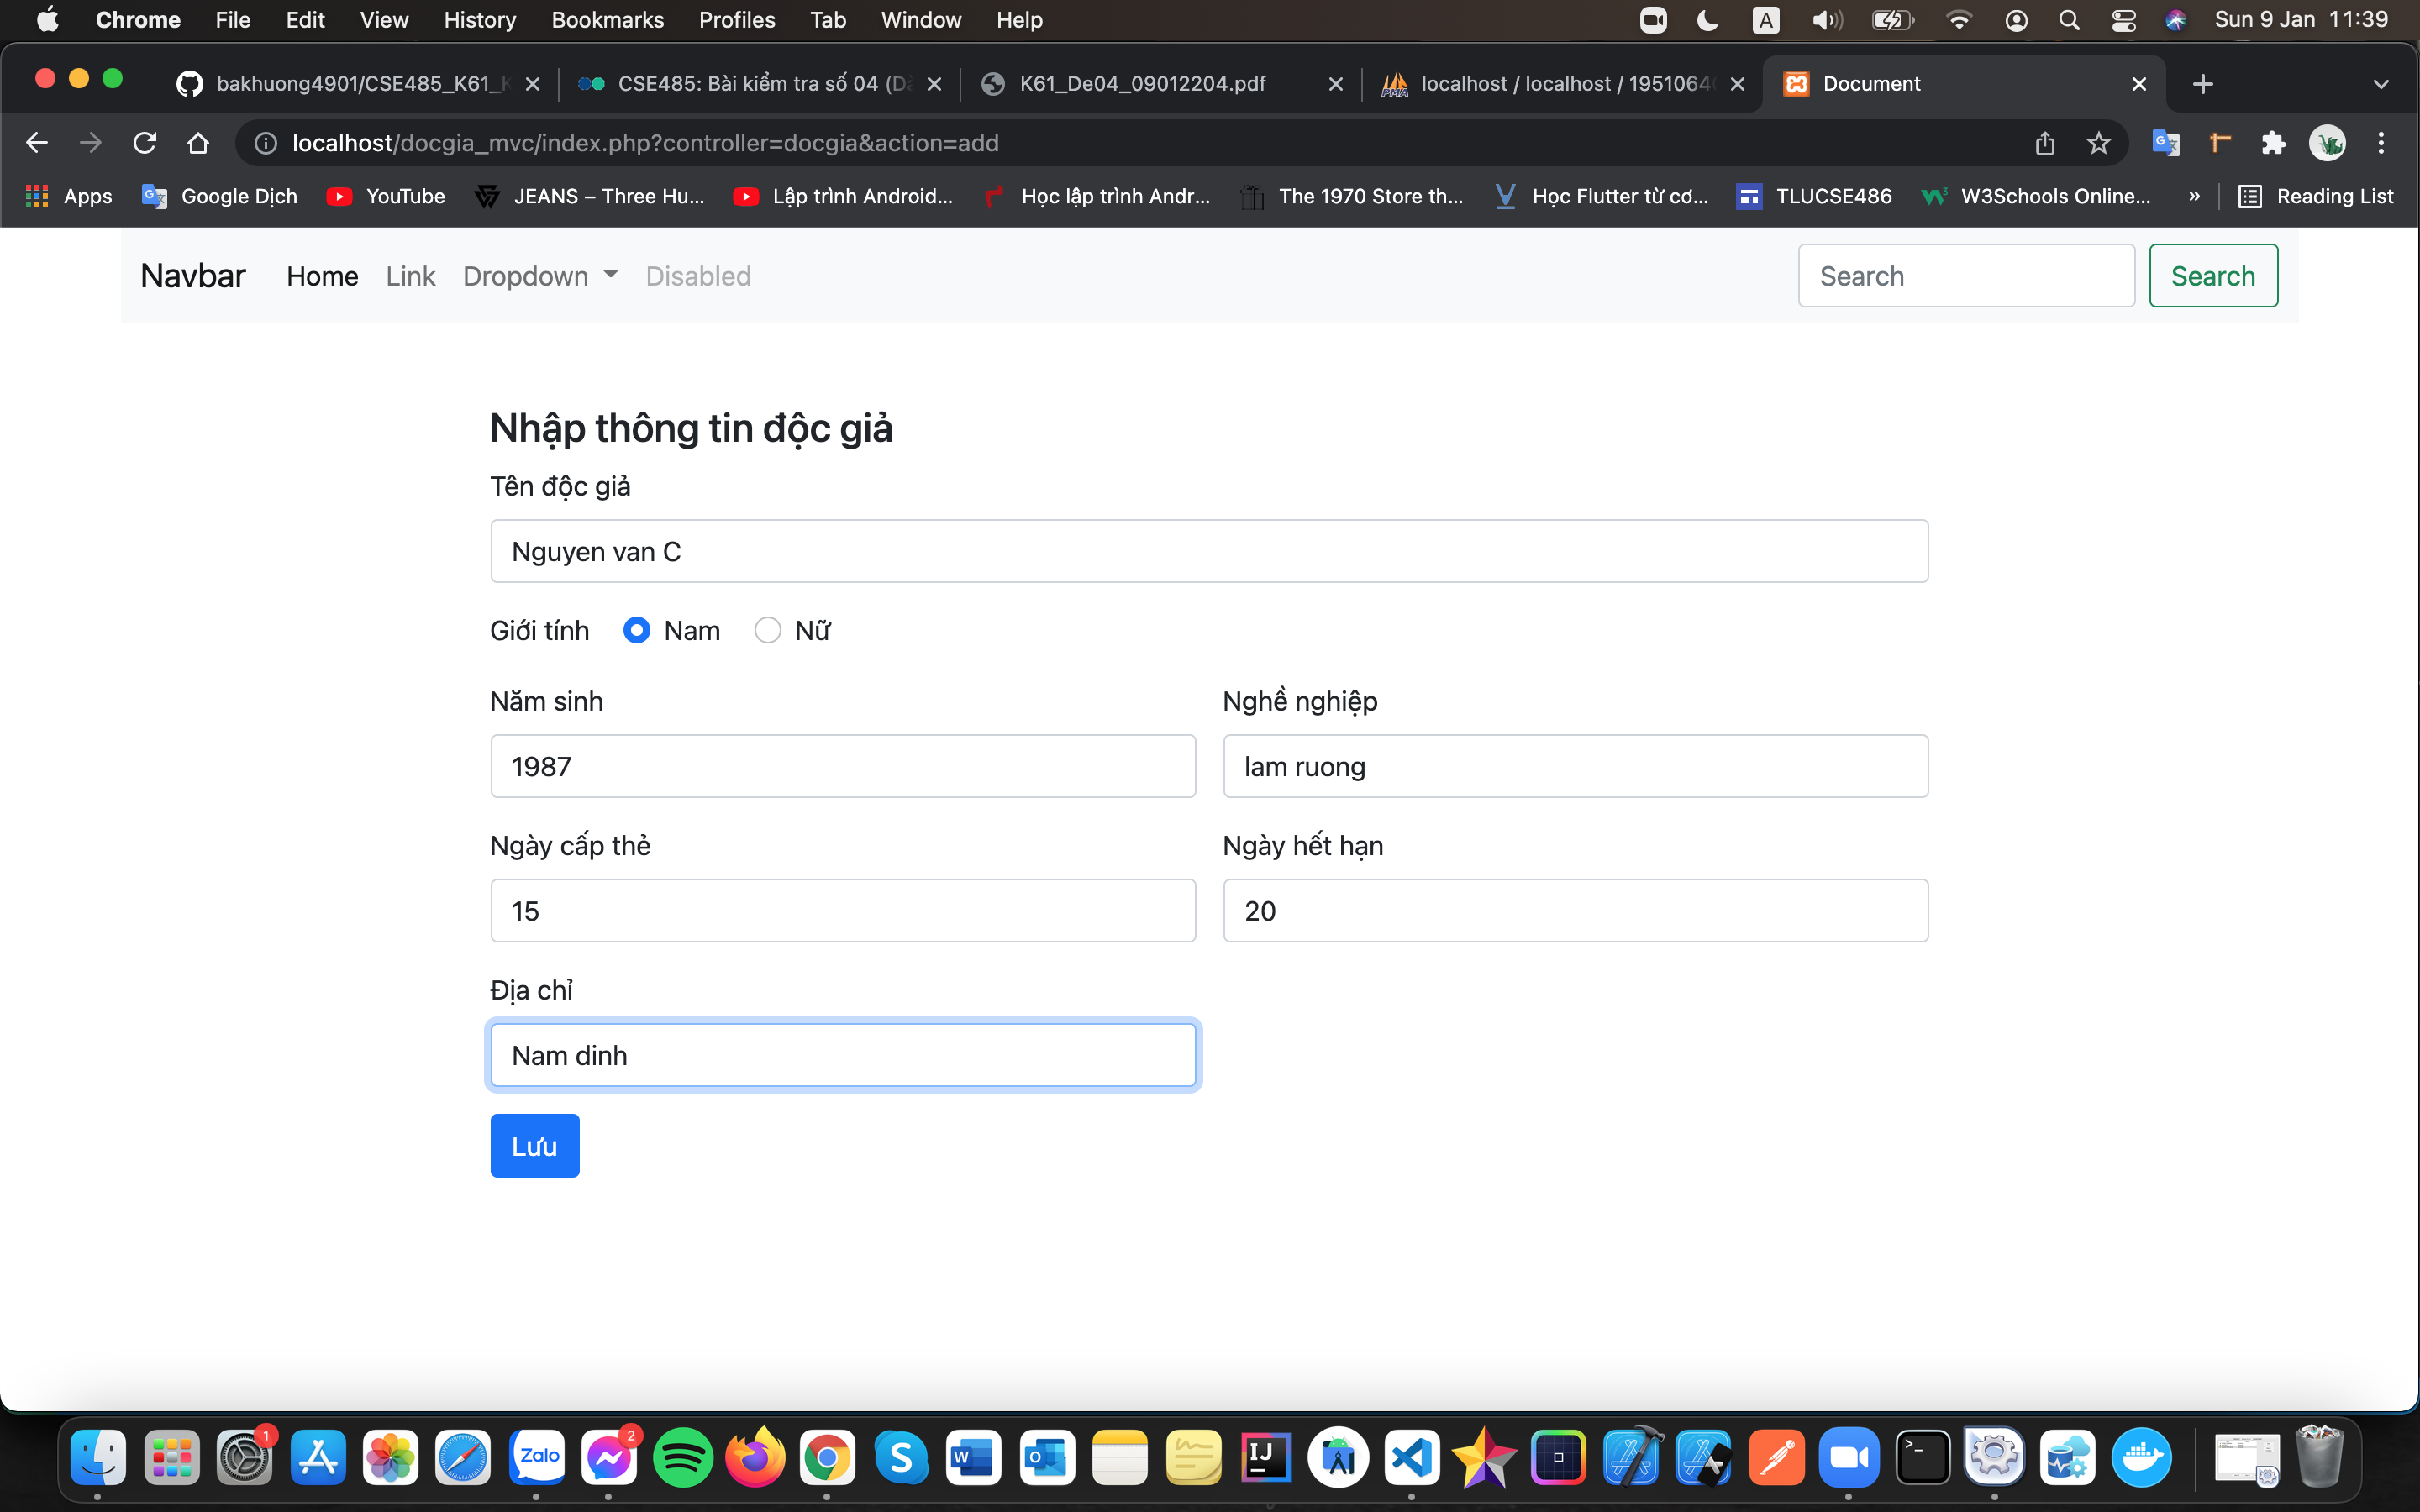 Chrome File Edit View History Bookmarks Profiles Tab Window Help A Sun 9 Jan 11:39
bakhuong4901/CSE485_K61_K CSE485: Bài kiểm tra số 04 (Dà K61_De04_09012204.pdf localhost / localhost / 19510640 Document
localhost/docgia_mvc/index.php?controller=docgia&action=add
Apps Google Dịch YouTube JEANS – Three Hu... Lập trình Android... Học lập trình Andr... The 1970 Store th... Học Flutter từ cơ... TLUCSE486 W3Schools Online... » Reading List
Navbar Home Link Dropdown Disabled Search Search
Nhập thông tin độc giả
Tên độc giả
Nguyen van C
Giới tính Nam Nữ
Năm sinh Nghề nghiệp
1987 lam ruong
Ngày cấp thẻ Ngày hết hạn
15 20
Địa chỉ
Nam dinh
Lưu
1 Zalo 2 S W O IJ >_